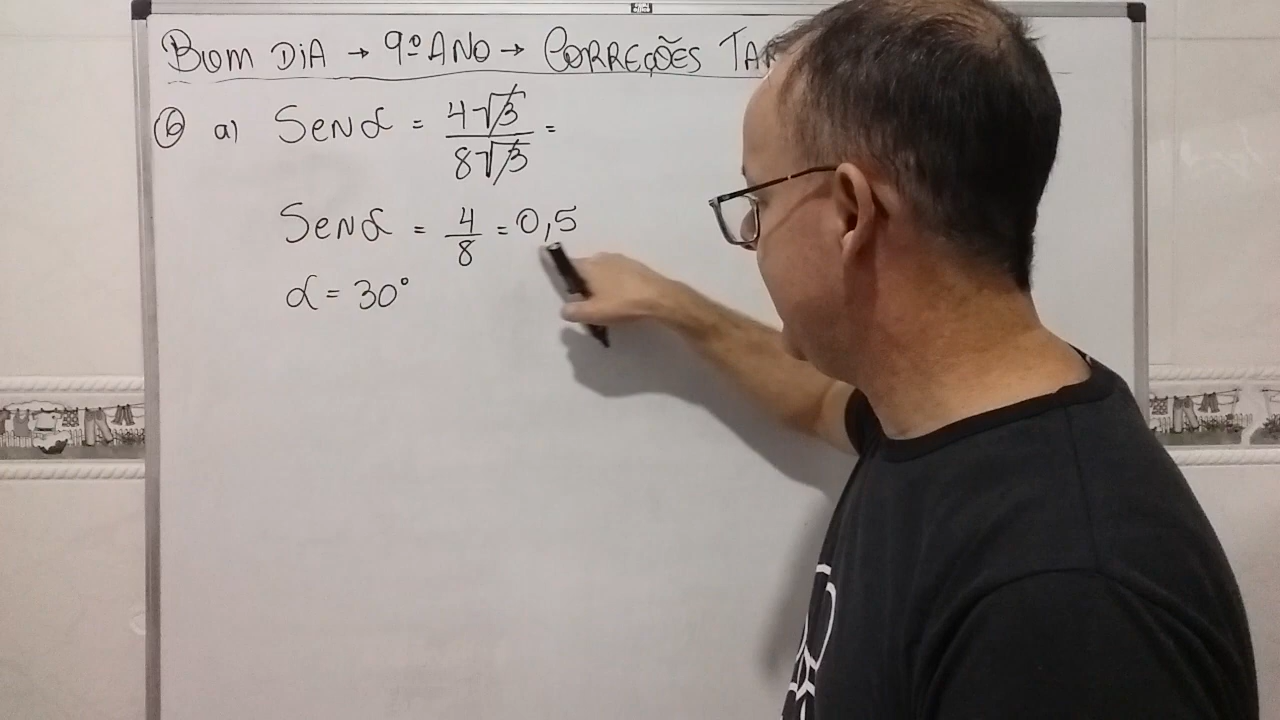 BOM DIA → 9º ANO → CORREÇÕES
6 a) Sen α = 4√3/8√3 =
Sen α = 4/8 = 0,5
α = 30°